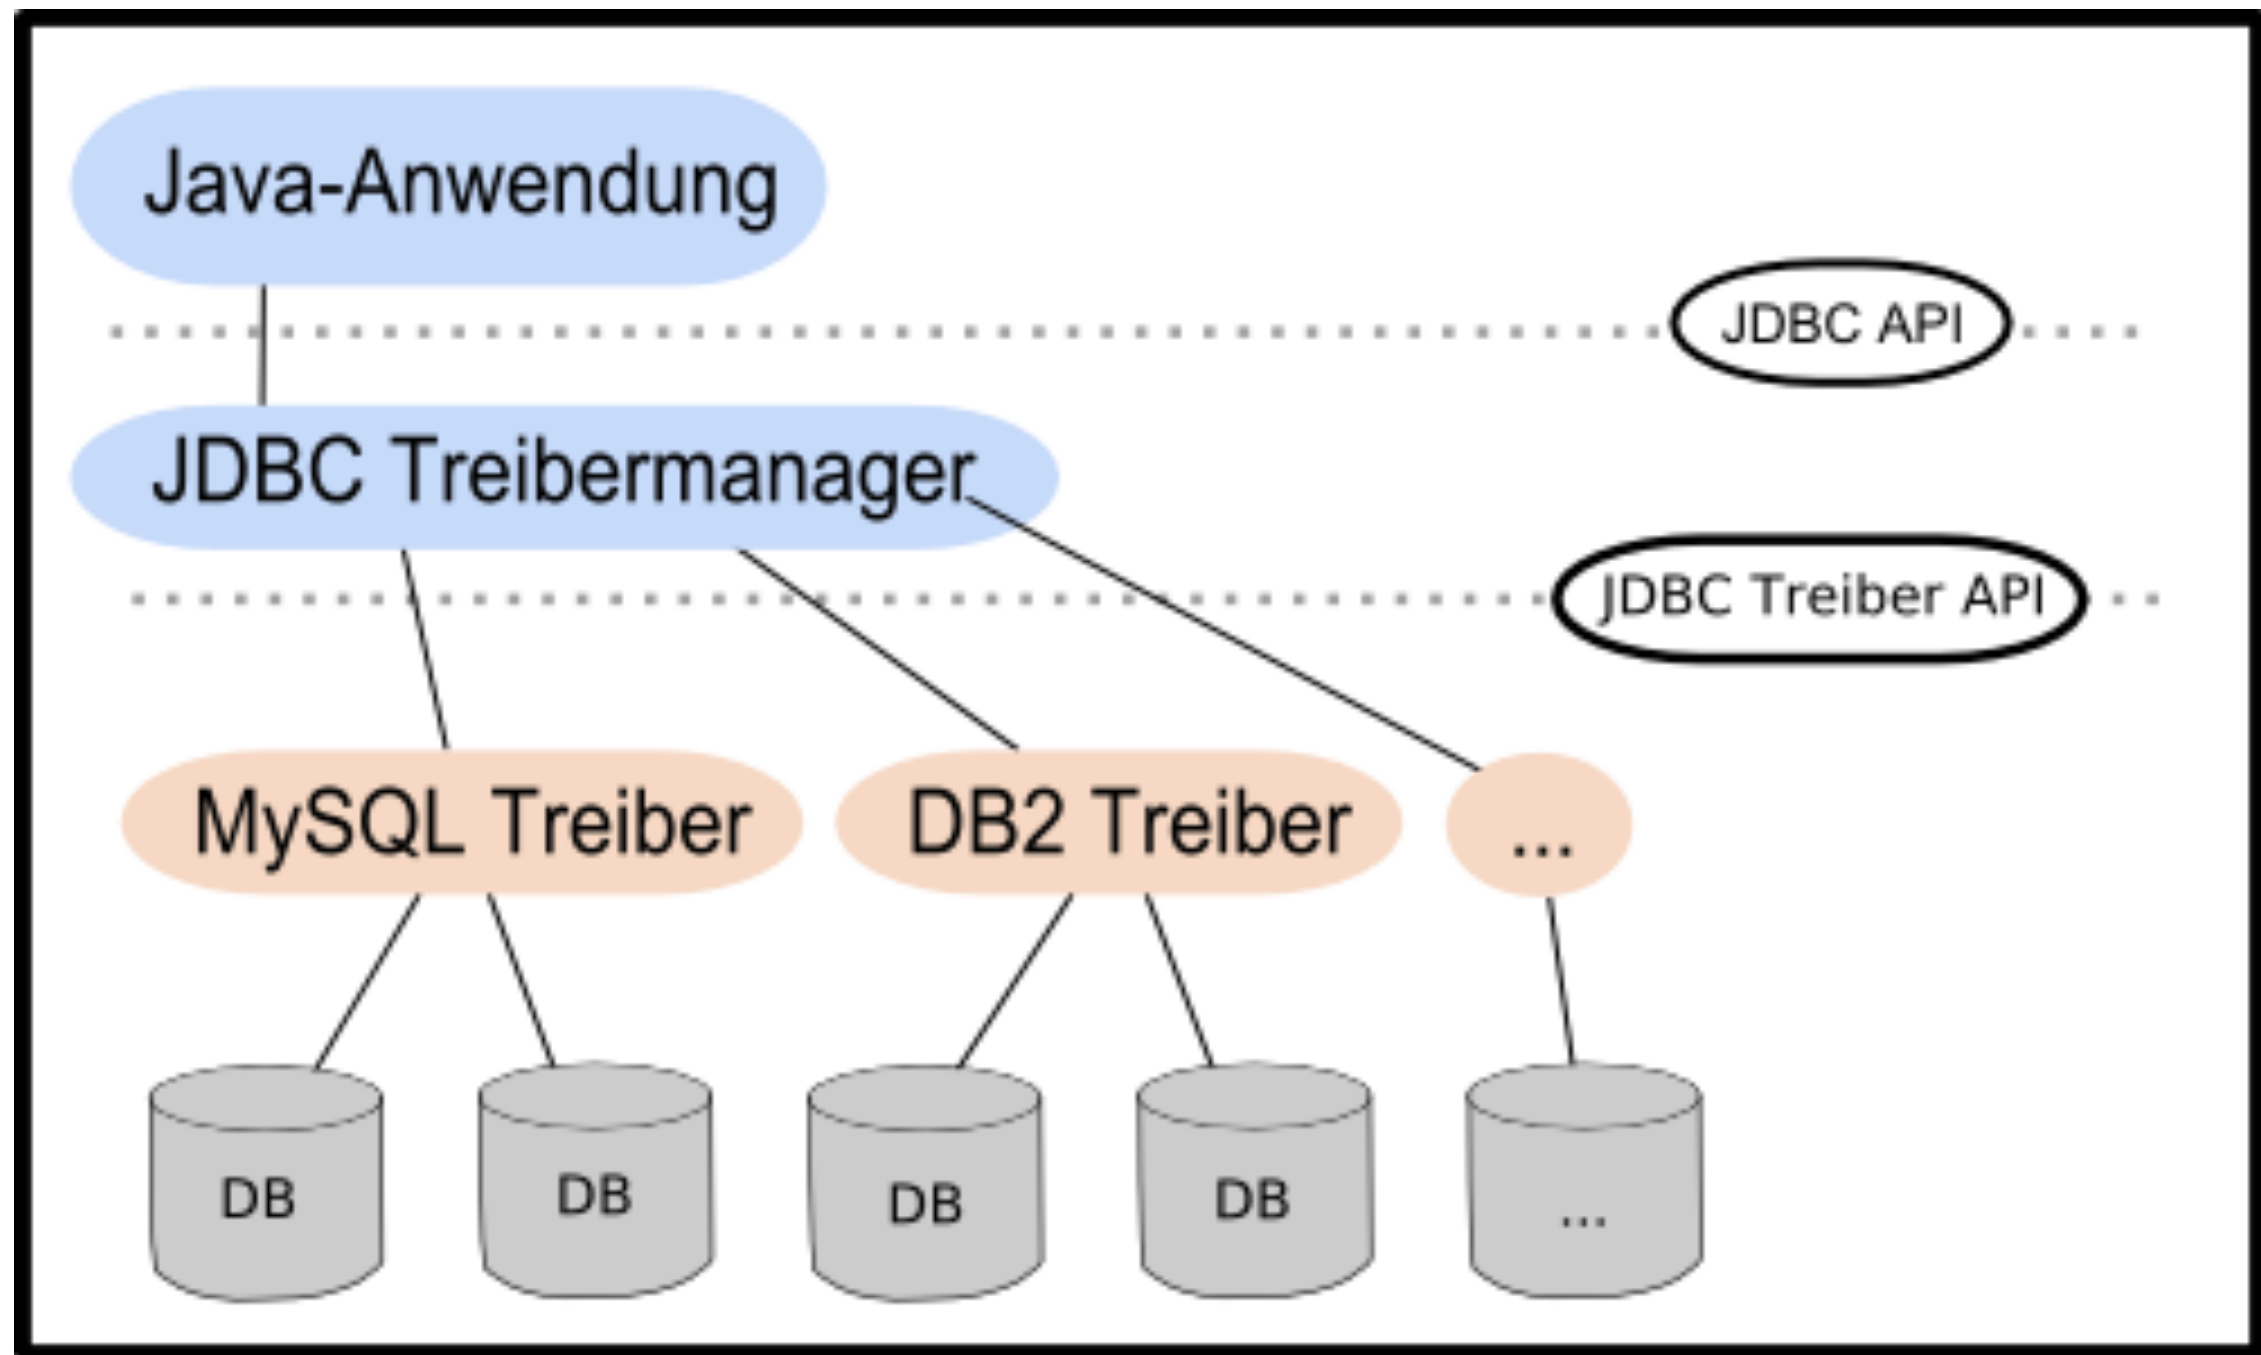 Java-Anwendung
JDBC API
JDBC Treibermanager
JDBC Treiber API
MySQL Treiber
DB2 Treiber
...
DB
DB
DB
DB
...